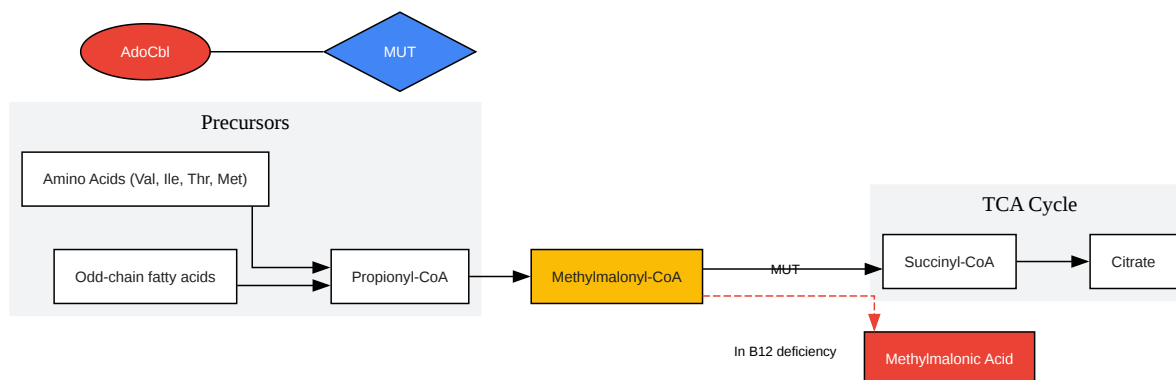 AdoCbl
MUT
Precursors
Amino Acids (Val, Ile, Thr, Met)
Odd-chain fatty acids
Propionyl-CoA
Methylmalonyl-CoA
MUT
TCA Cycle
Succinyl-CoA
Citrate
In B12 deficiency
Methylmalonic Acid